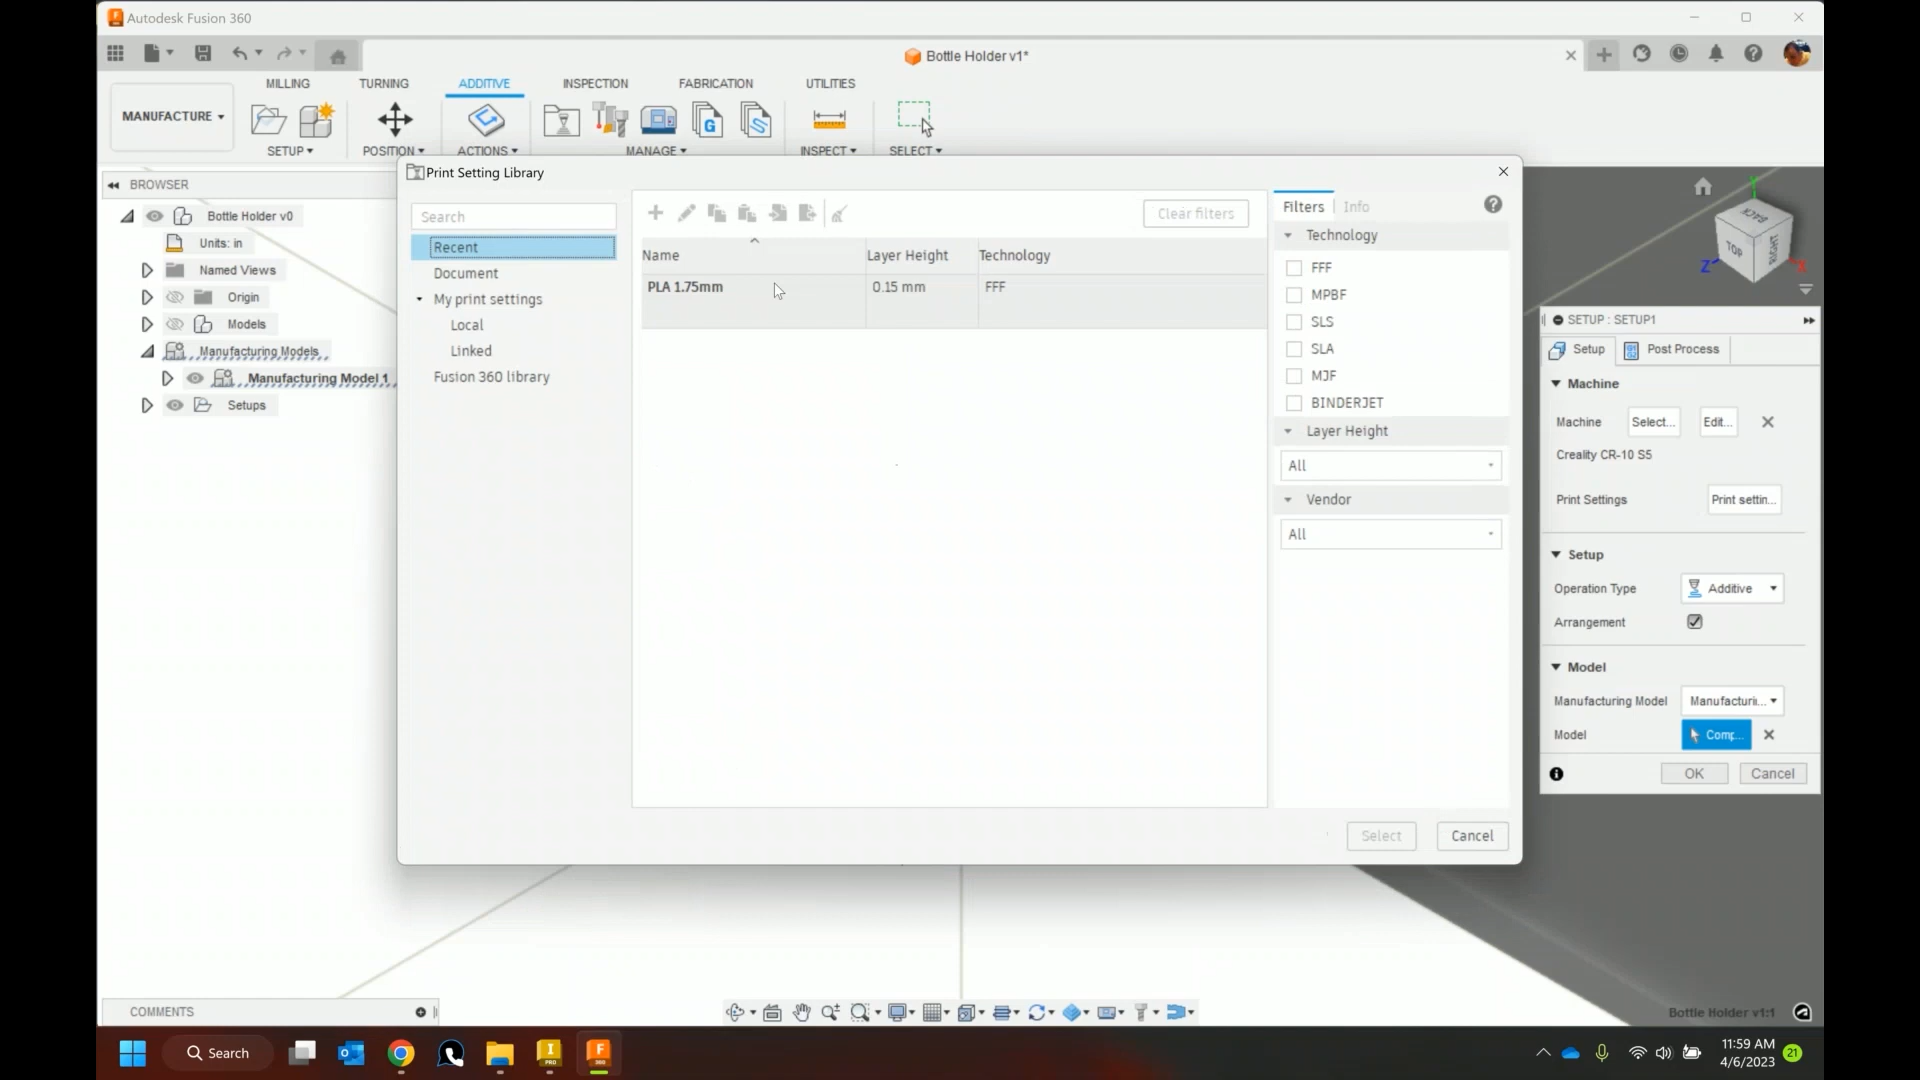 Autodesk Fusion 360
Bottle Holder v1*
MILLING
TURNING
ADDITIVE
INSPECTION
FABRICATION
UTILITIES
MANUFACTURE
SETUP
POSITION
ACTIONS
MANAGE
INSPECT
SELECT
BROWSER
Bottle Holder v0
Units: in
Named Views
Origin
Models
Manufacturing Models
Manufacturing Model 1
Setups
Print Setting Library
Search
Recent
Document
My print settings
Local
Linked
Fusion 360 library
Clear filters
Name
Layer Height
Technology
PLA 1.75mm
0.15 mm
FFF
Filters
Info
Technology
FFF
MPBF
SLS
SLA
MJF
BINDERJET
Layer Height
All
Vendor
All
Select
Cancel
BACK
TOP
RIGHT
Z
Y
X
SETUP : SETUP1
Setup
Post Process
Machine
Machine
Select...
Edit...
Creality CR-10 S5
Print Settings
Print settin...
Setup
Operation Type
Additive
Arrangement
Model
Manufacturing Model
Manufacturi...
Model
Comp...
OK
Cancel
COMMENTS
Bottle Holder v1:1
Search
11:59 AM
4/6/2023
21